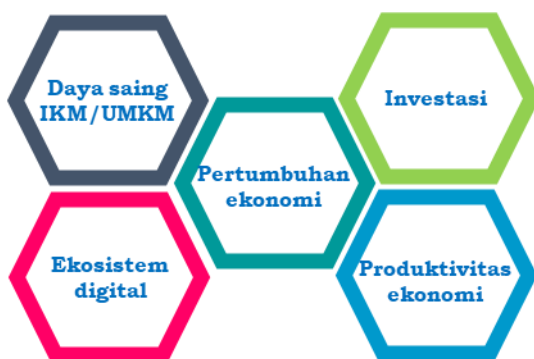 Daya saing
IKM/UMKM
Investasi
Pertumbuhan
ekonomi
Ekosistem
digital
Produktivitas
ekonomi